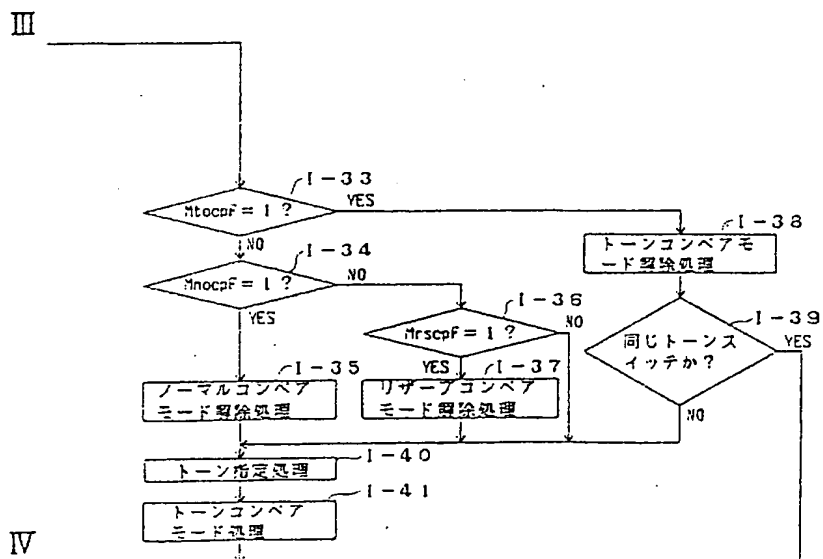 III
I-33
MtocpF=1?
YES
NO
I-34
MnocpF=1?
NO
YES
I-38
トーンコンペアモ
ード解除処理
I-36
MrscpF=1?
NO
YES
I-39
同じトーンス
イッチか?
YES
NO
I-35
ノーマルコンペア
モード解除処理
I-37
リザーブコンペア
モード解除処理
I-40
トーン指定処理
I-41
トーンコンペア
モード処理
IV